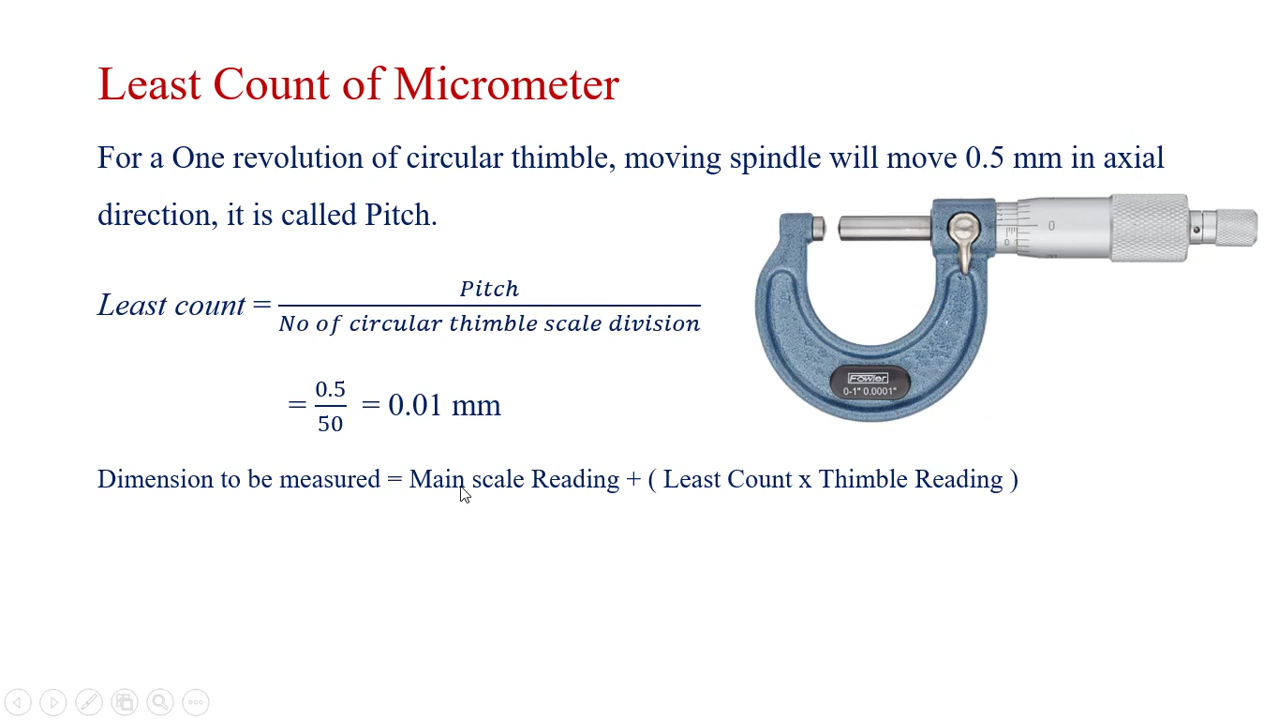 Least Count of Micrometer
For a One revolution of circular thimble, moving spindle will move 0.5 mm in axial
direction, it is called Pitch.
Least count = Pitch / No of circular thimble scale division
= 0.5 / 50 = 0.01 mm
Dimension to be measured = Main scale Reading + ( Least Count x Thimble Reading )
0
0
Fowler
0-1" 0.0001"